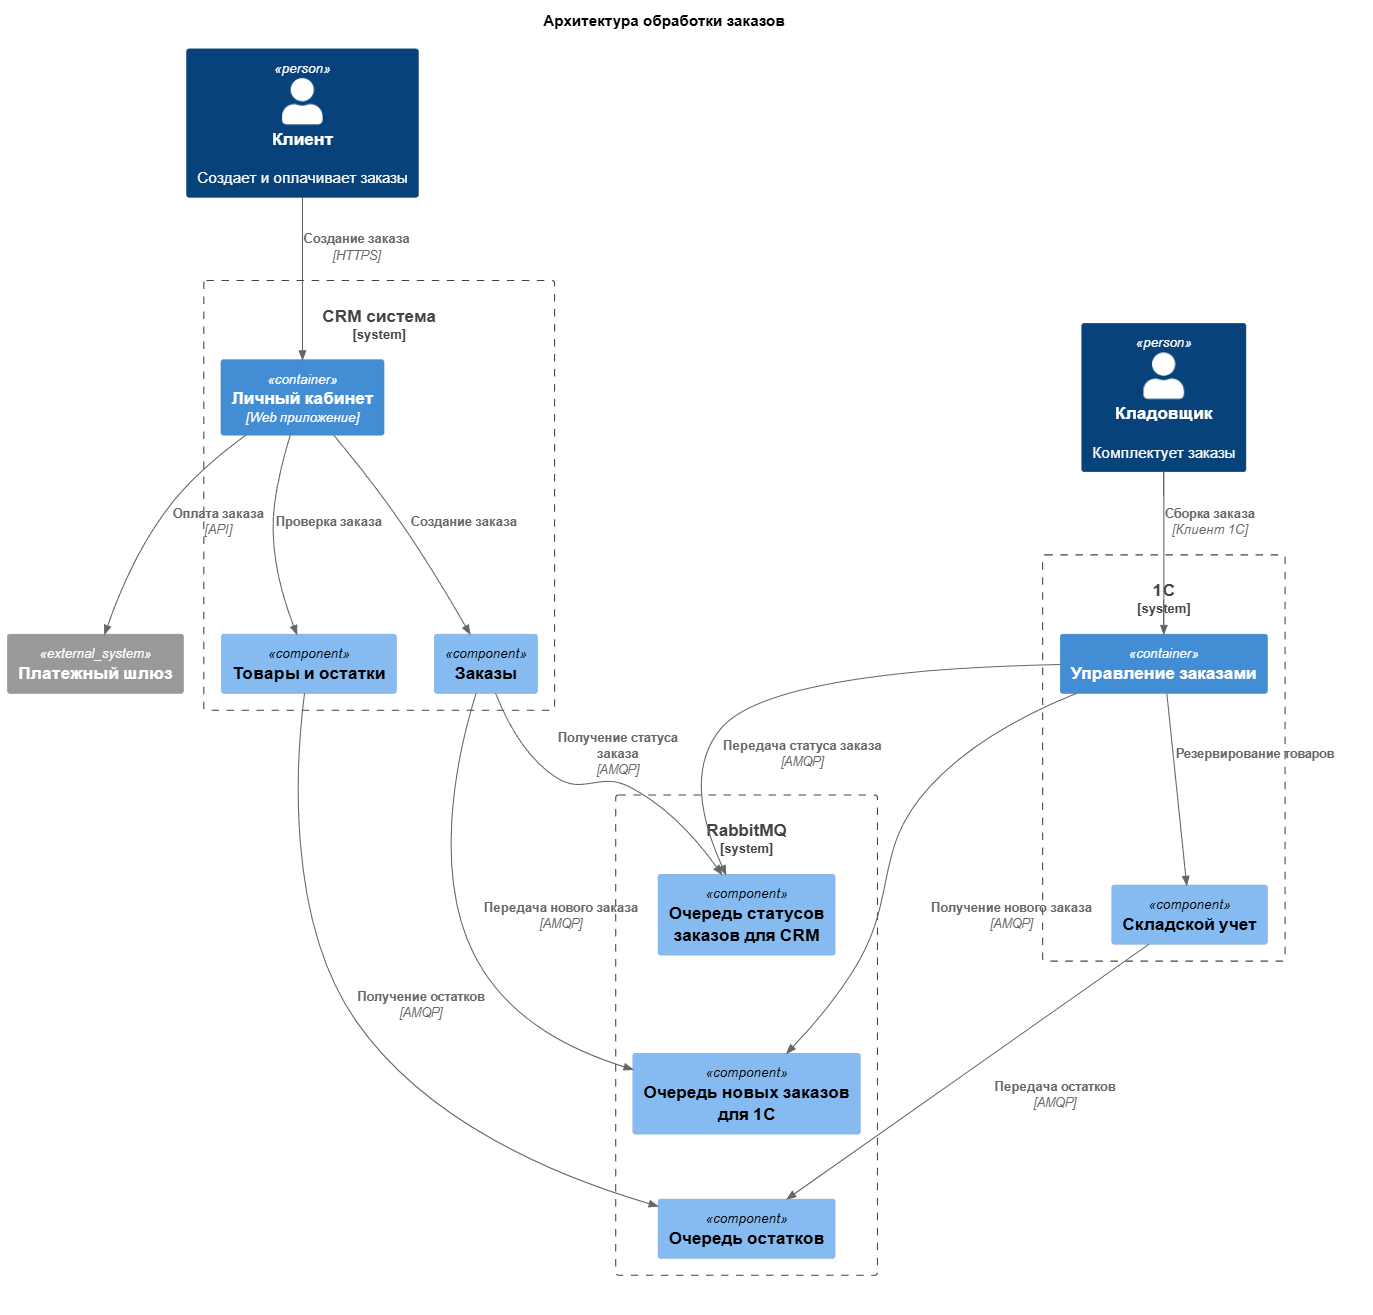 Архитектура обработки заказов
«person»
Клиент
Создает и оплачивает заказы
Создание заказа
[HTTPS]
CRM система
[system]
«container»
Личный кабинет
[Web приложение]
«person»
Кладовщик
Комплектует заказы
Оплата заказа
[API]
Проверка заказа
Создание заказа
Сборка заказа
[Клиент 1С]
1С
[system]
«external_system»
Платежный шлюз
«component»
Товары и остатки
«component»
Заказы
«container»
Управление заказами
Получение статуса
заказа
[AMQP]
Передача статуса заказа
[AMQP]
Резервирование товаров
RabbitMQ
[system]
«component»
Очередь статусов
заказов для CRM
Передача нового заказа
[AMQP]
Получение нового заказа
[AMQP]
«component»
Складской учет
Получение остатков
[AMQP]
«component»
Очередь новых заказов
для 1С
Передача остатков
[AMQP]
«component»
Очередь остатков